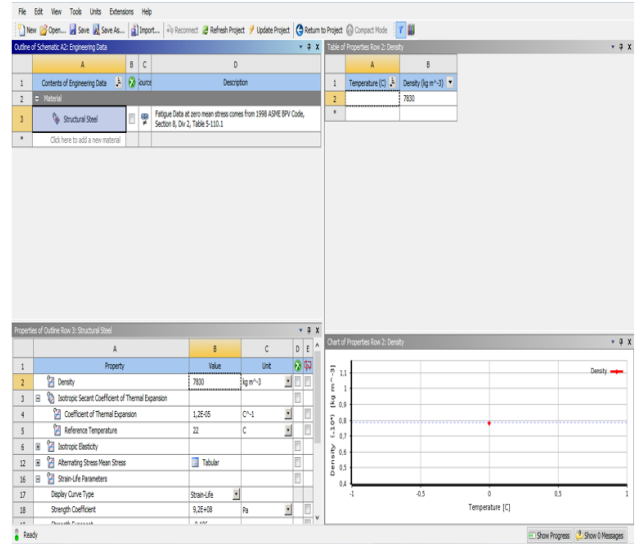 File Edit View Tools Units Extensions Help
New Open... Save Save As... Import... Reconnect Refresh Project Update Project Return to Project Compact Mode
Outline of Schematic A2: Engineering Data
A B C D
1 Contents of Engineering Data Source Description
2 Material
3 Structural Steel Fatigue Data at zero mean stress comes from 1998 ASME BPV Code, Section 8, Div 2, Table 5-110.1
* Click here to add a new material
Table of Properties Row 2: Density
A B
1 Temperature (C) Density (kg m^-3)
2 7830
*
Properties of Outline Row 3: Structural Steel
A B C D E
1 Property Value Unit
2 Density 7830 kg m^-3
3 Isotropic Secant Coefficient of Thermal Expansion
4 Coefficient of Thermal Expansion 1,2E-05 C^-1
5 Reference Temperature 22 C
6 Isotropic Elasticity
12 Alternating Stress Mean Stress Tabular
16 Strain-Life Parameters
17 Display Curve Type Strain-Life
18 Strength Coefficient 9,2E+08 Pa
Chart of Properties Row 2: Density
Density
1,1
1
0,9
0,8
0,7
0,6
0,5
0,4
-1 -0,5 0 0,5 1
Density (.10⁴) [kg m^-3]
Temperature [C]
Ready Show Progress Show 0 Messages